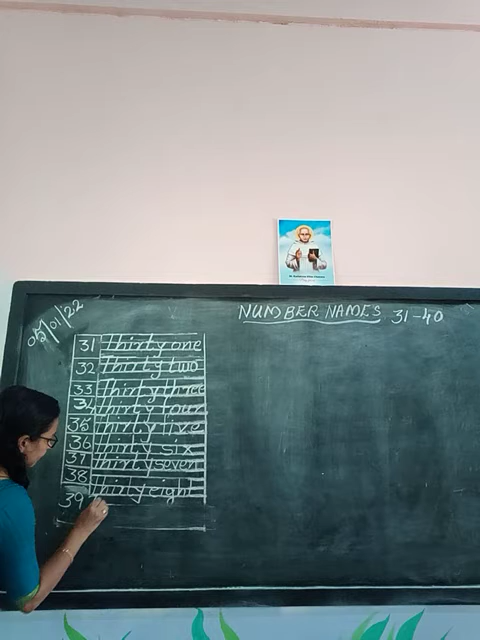 05/01/22
NUMBER NAMES 31-40
31 Thirty one
32 Thirty two
33 Thirty three
34 Thirty four
35 Thirty five
36 Thirty six
37 Thirty seven
38 Thirty eight
39